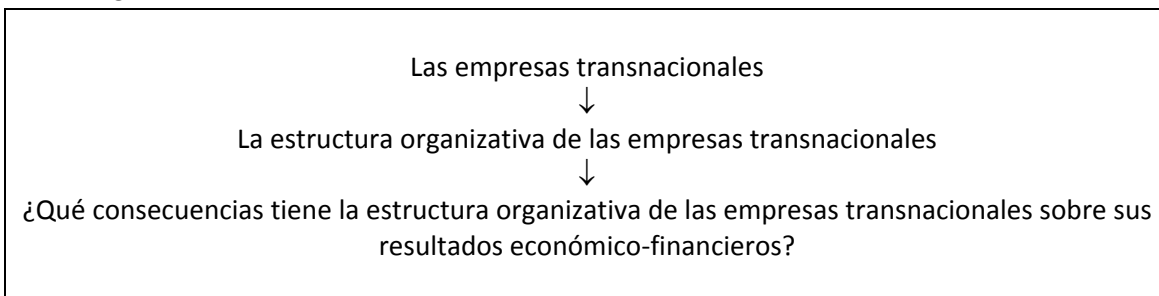 Las empresas transnacionales
↓
La estructura organizativa de las empresas transnacionales
↓
¿Qué consecuencias tiene la estructura organizativa de las empresas transnacionales sobre sus
resultados económico-financieros?